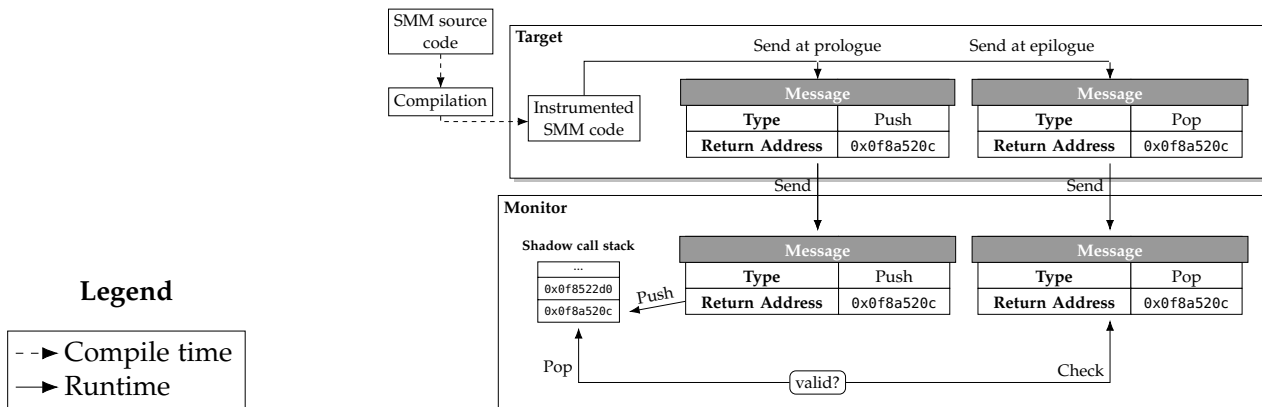 SMM source
code
Compilation
Target
Send at prologue
Send at epilogue
Instrumented
SMM code
Message
Type Push
Return Address 0x0f8a520c
Message
Type Pop
Return Address 0x0f8a520c
Send
Send
Monitor
Shadow call stack
...
0x0f8522d0
0x0f8a520c
Push
Message
Type Push
Return Address 0x0f8a520c
Message
Type Pop
Return Address 0x0f8a520c
Pop
valid?
Check
Legend
Compile time
Runtime